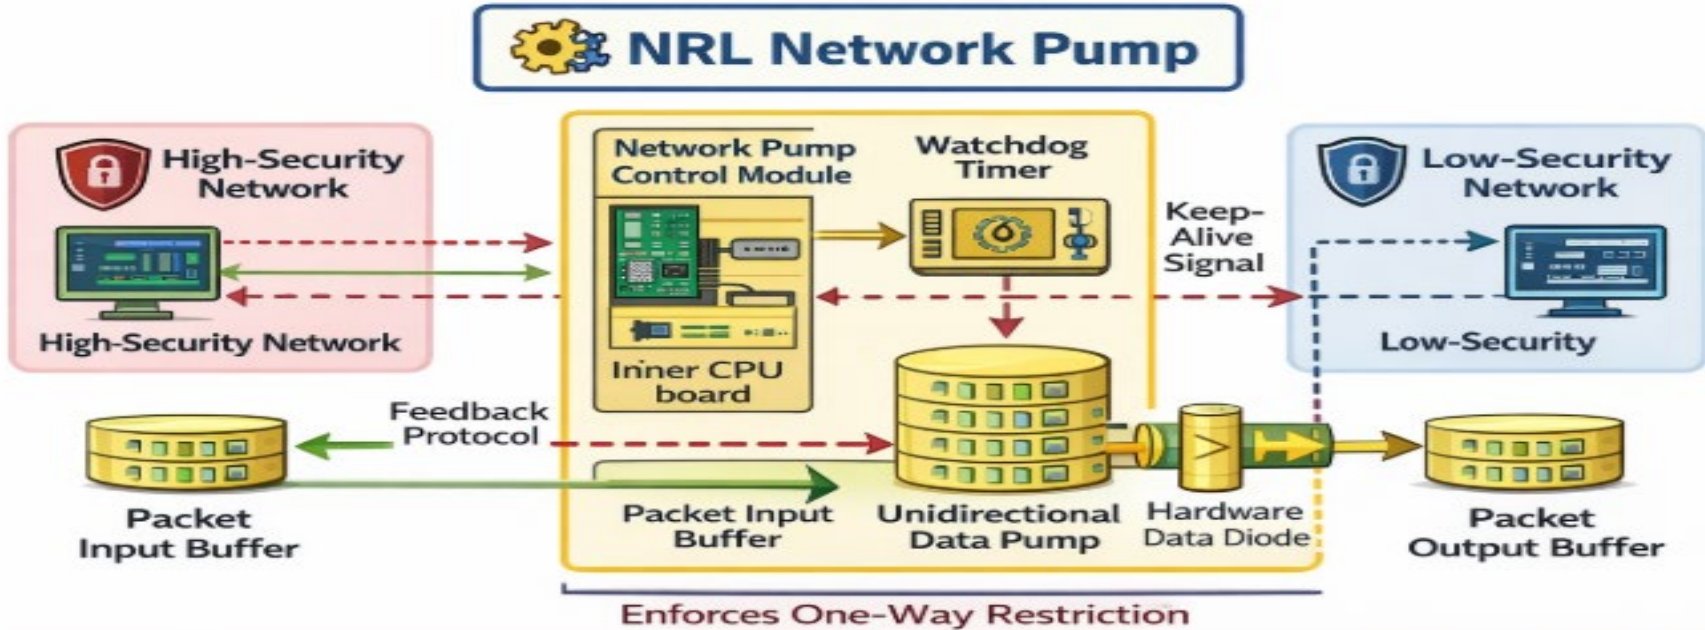 NRL Network Pump
High-Security
Network
High-Security Network
Network Pump
Control Module
Inner CPU
board
Watchdog
Timer
Keep-
Alive
Signal
Low-Security
Network
Low-Security
Feedback
Protocol
Packet
Input Buffer
Packet Input
Buffer
Unidirectional
Data Pump
Hardware
Data Diode
Packet
Output Buffer
Enforces One-Way Restriction